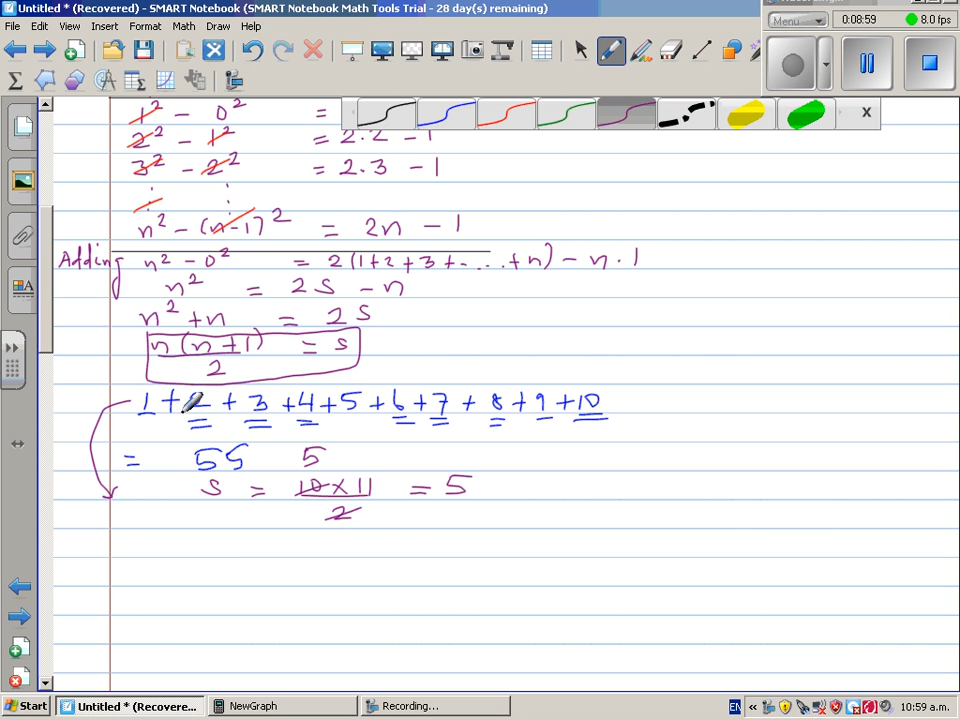 Untitled * (Recovered) - SMART Notebook (SMART Notebook Math Tools Trial - 28 day(s) remaining)
File Edit View Insert Format Math Draw Help
Menu 0:08:59 8.0 fps
1² - 0² =
2² - 1² = 2.2 - 1
3² - 2² = 2.3 - 1
⋮ ⋮
n² - (n-1)² = 2n - 1
Adding n² - 0² = 2(1+2+3+.....+n) - n.1
n² = 2S - n
n² + n = 2S
n(n+1)/2 = S
1 + 2 + 3 + 4 + 5 + 6 + 7 + 8 + 9 + 10
= 55 5
S = 10 x 11 / 2 = 5
Start Untitled * (Recovere... NewGraph Recording... EN 10:59 a.m.